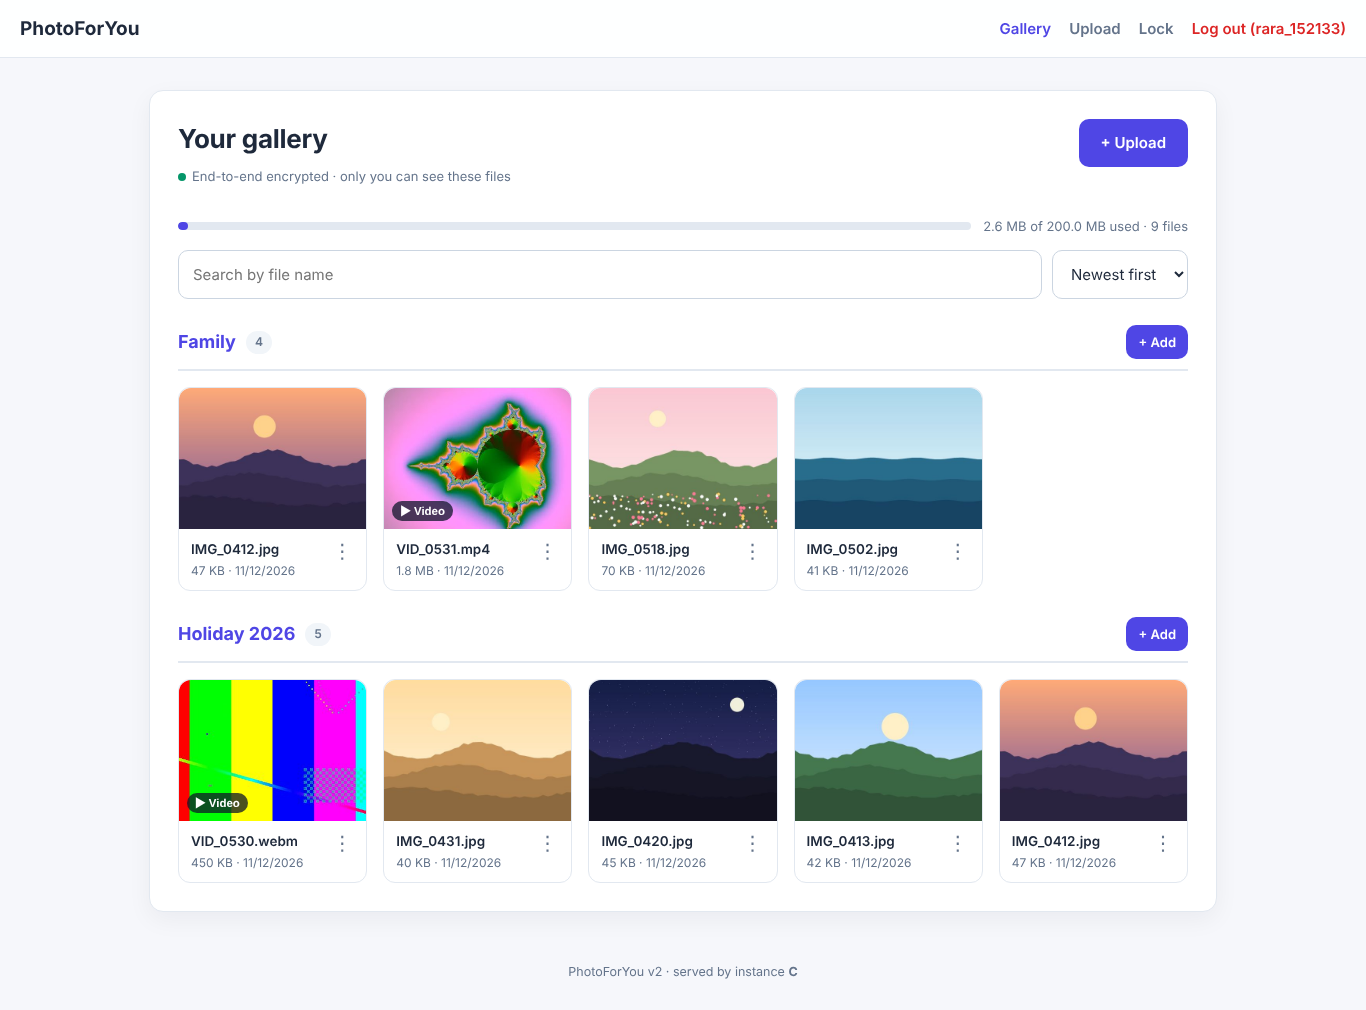 PhotoForYou
Gallery Upload Lock Log out (rara_152133)
Your gallery
+ Upload
End-to-end encrypted · only you can see these files
2.6 MB of 200.0 MB used · 9 files
Search by file name
Newest first
Family 4
+ Add
Video
IMG_0412.jpg
47 KB · 11/12/2026
VID_0531.mp4
1.8 MB · 11/12/2026
IMG_0518.jpg
70 KB · 11/12/2026
IMG_0502.jpg
41 KB · 11/12/2026
Holiday 2026 5
+ Add
Video
VID_0530.webm
450 KB · 11/12/2026
IMG_0431.jpg
40 KB · 11/12/2026
IMG_0420.jpg
45 KB · 11/12/2026
IMG_0413.jpg
42 KB · 11/12/2026
IMG_0412.jpg
47 KB · 11/12/2026
PhotoForYou v2 · served by instance C